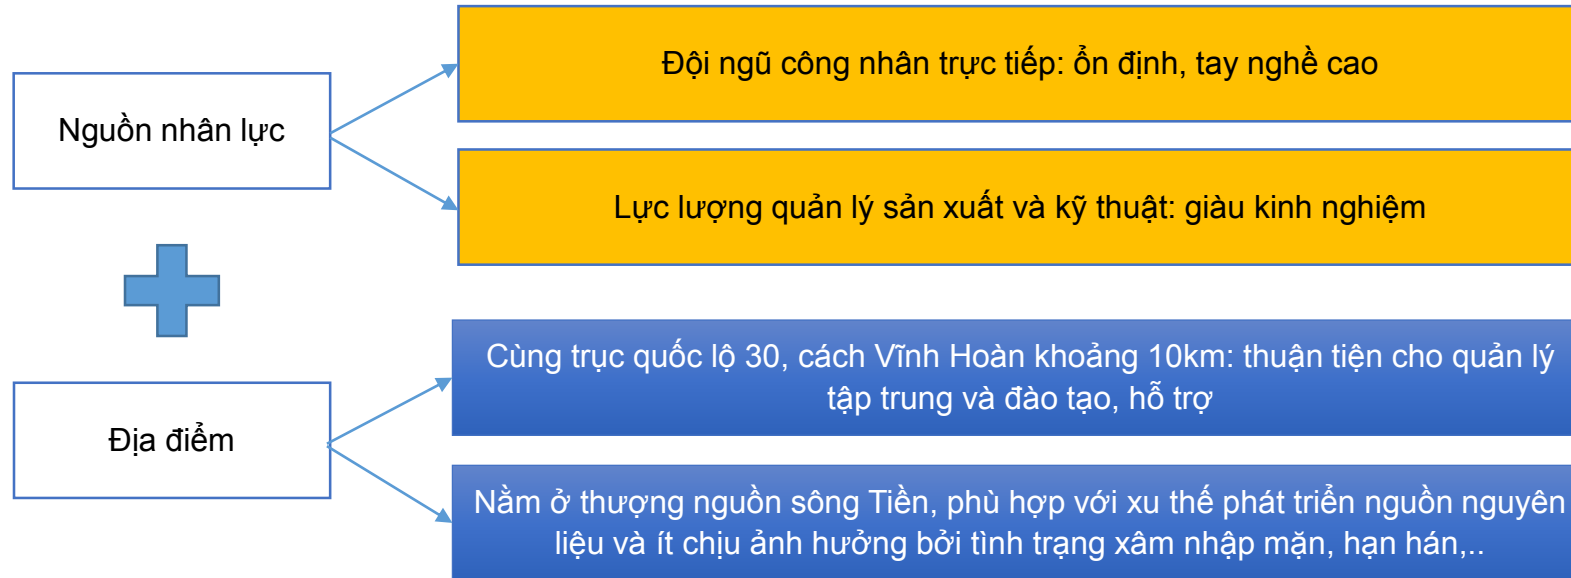 Đội ngũ công nhân trực tiếp: ổn định, tay nghề cao
Nguồn nhân lực
Lực lượng quản lý sản xuất và kỹ thuật: giàu kinh nghiệm
Cùng trục quốc lộ 30, cách Vĩnh Hoàn khoảng 10km: thuận tiện cho quản lý
tập trung và đào tạo, hỗ trợ
Địa điểm
Nằm ở thượng nguồn sông Tiền, phù hợp với xu thế phát triển nguồn nguyên
liệu và ít chịu ảnh hưởng bởi tình trạng xâm nhập mặn, hạn hán,..